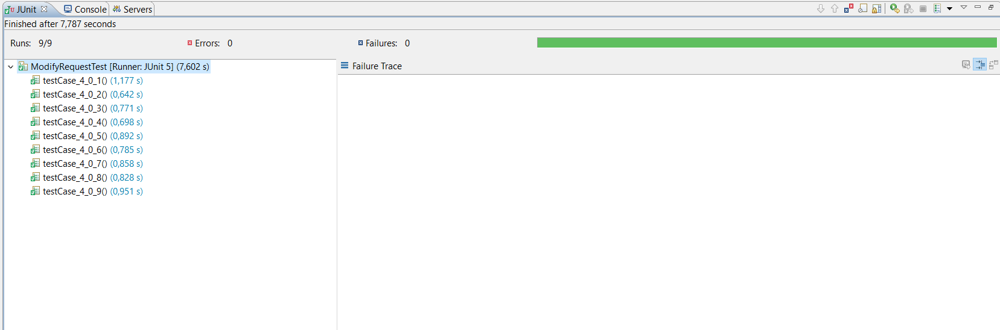 JUnit Console Servers
Finished after 7,787 seconds
Runs: 9/9 Errors: 0 Failures: 0
ModifyRequestTest [Runner: JUnit 5] (7,602 s) Failure Trace
testCase_4_0_1() (1,177 s)
testCase_4_0_2() (0,642 s)
testCase_4_0_3() (0,771 s)
testCase_4_0_4() (0,698 s)
testCase_4_0_5() (0,892 s)
testCase_4_0_6() (0,785 s)
testCase_4_0_7() (0,858 s)
testCase_4_0_8() (0,828 s)
testCase_4_0_9() (0,951 s)